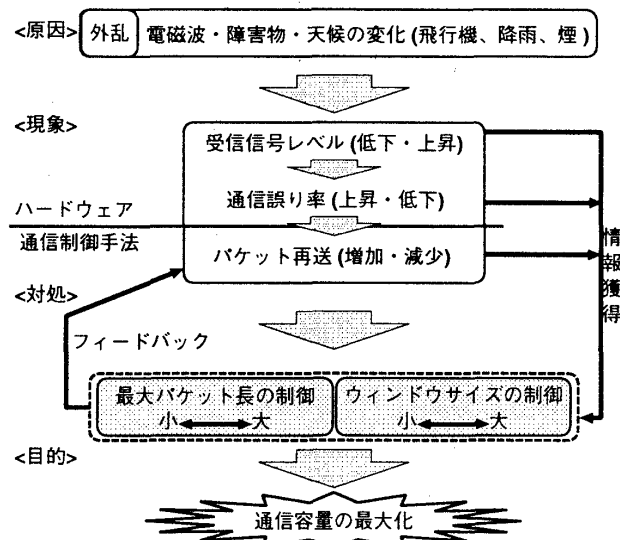 <原因>
外乱 電磁波・障害物・天候の変化 (飛行機、降雨、煙 )
<現象>
受信信号レベル (低下・上昇)
通信誤り率 (上昇・低下)
ハードウェア
通信制御手法
パケット再送 (増加・減少)
情報獲得
<対処>
フィードバック
最大パケット長の制御
小 大
ウィンドウサイズの制御
小 大
<目的>
通信容量の最大化